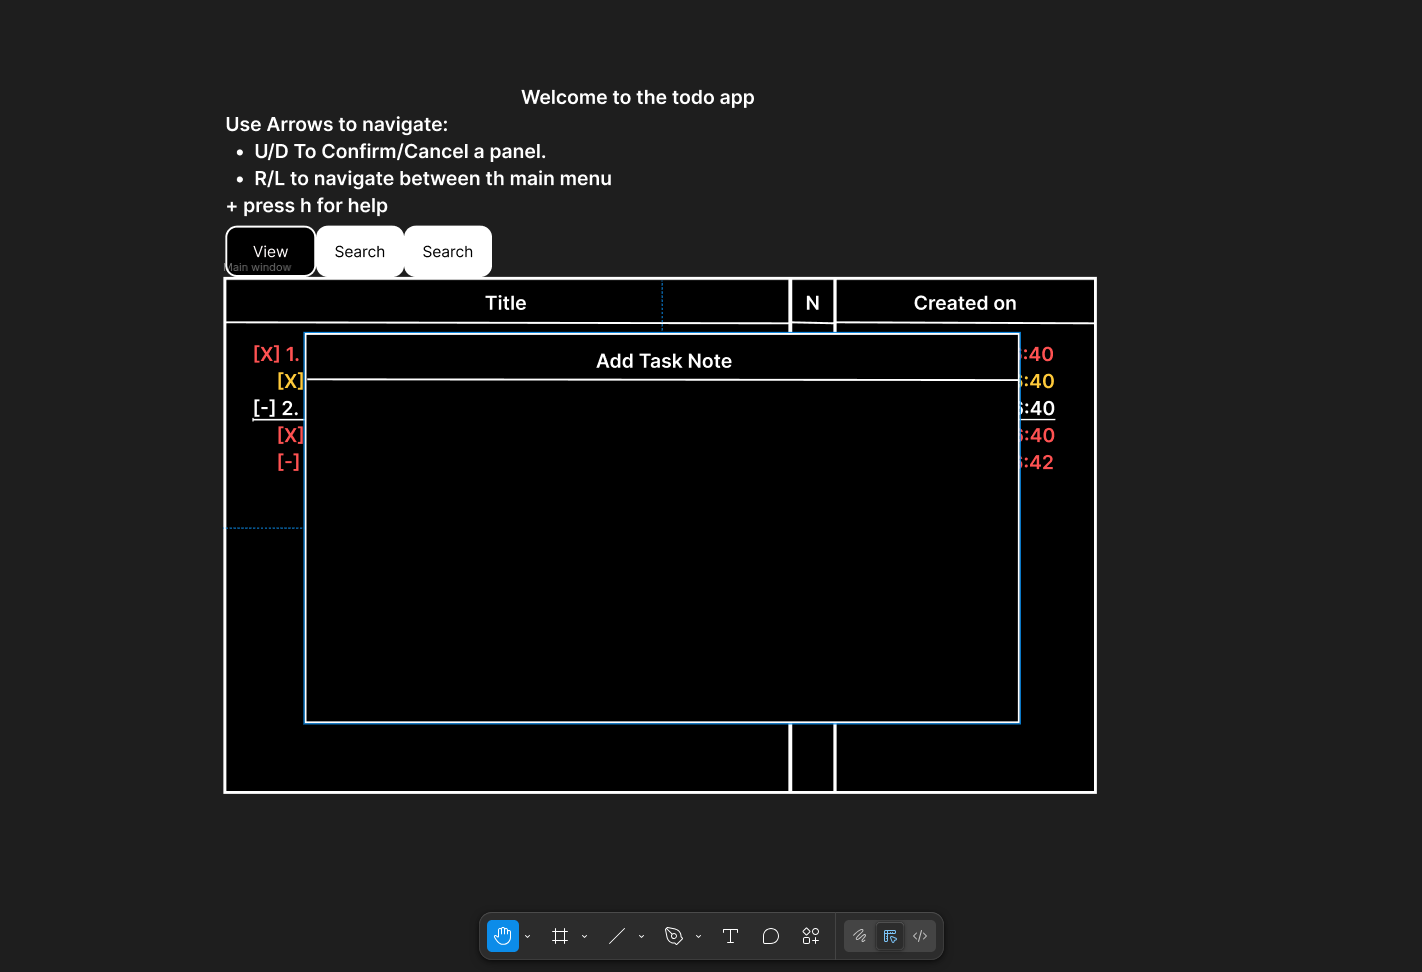 Welcome to the todo app
Use Arrows to navigate:
• U/D To Confirm/Cancel a panel.
• R/L to navigate between th main menu
+ press h for help
View
Search
Search
Main window
Title
N
Created on
Add Task Note
[X] 1.
:40
[X]
:40
[-] 2.
:40
[X]
:40
[-]
:42